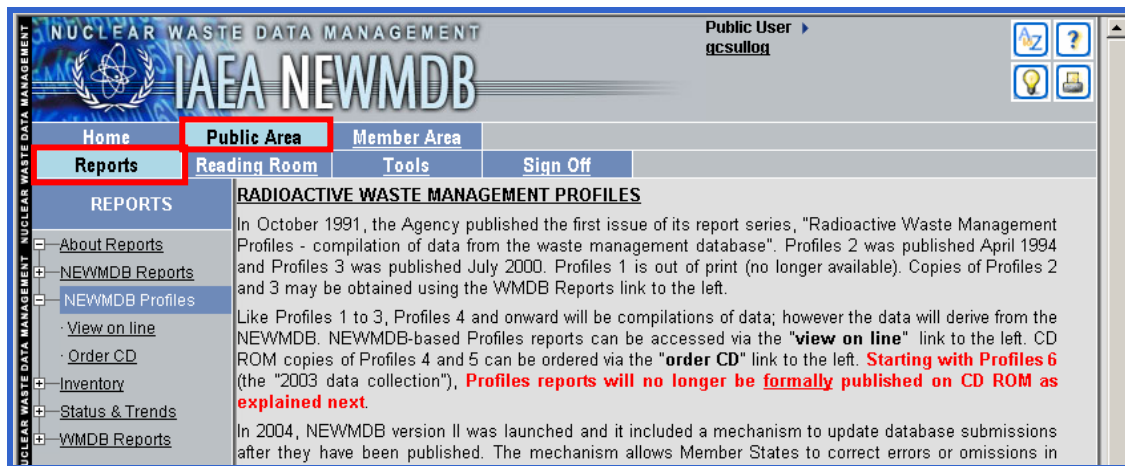 NUCLEAR WASTE DATA MANAGEMENT
IAEA NEWMDB
Public User
gcsullog
AZ ?
Home Public Area Member Area
Reports Reading Room Tools Sign Off
REPORTS
About Reports
NEWMDB Reports
NEWMDB Profiles
· View on line
· Order CD
Inventory
Status & Trends
WMDB Reports
RADIOACTIVE WASTE MANAGEMENT PROFILES
In October 1991, the Agency published the first issue of its report series, "Radioactive Waste Management
Profiles - compilation of data from the waste management database". Profiles 2 was published April 1994
and Profiles 3 was published July 2000. Profiles 1 is out of print (no longer available). Copies of Profiles 2
and 3 may be obtained using the WMDB Reports link to the left.
Like Profiles 1 to 3, Profiles 4 and onward will be compilations of data; however the data will derive from the
NEWMDB. NEWMDB-based Profiles reports can be accessed via the "view on line" link to the left. CD
ROM copies of Profiles 4 and 5 can be ordered via the "order CD" link to the left. Starting with Profiles 6
(the "2003 data collection"), Profiles reports will no longer be formally published on CD ROM as
explained next.
In 2004, NEWMDB version II was launched and it included a mechanism to update database submissions
after they have been published. The mechanism allows Member States to correct errors or omissions in
NUCLEAR WASTE DATA MANAGEMENT NUCLEAR WASTE DATA MANAGEMENT